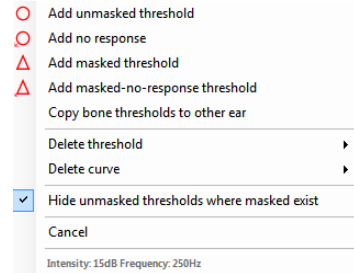 Add unmasked threshold
Add no response
Add masked threshold
Add masked-no-response threshold
Copy bone thresholds to other ear
Delete threshold
Delete curve
Hide unmasked thresholds where masked exist
Cancel
Intensity: 15dB Frequency: 250Hz